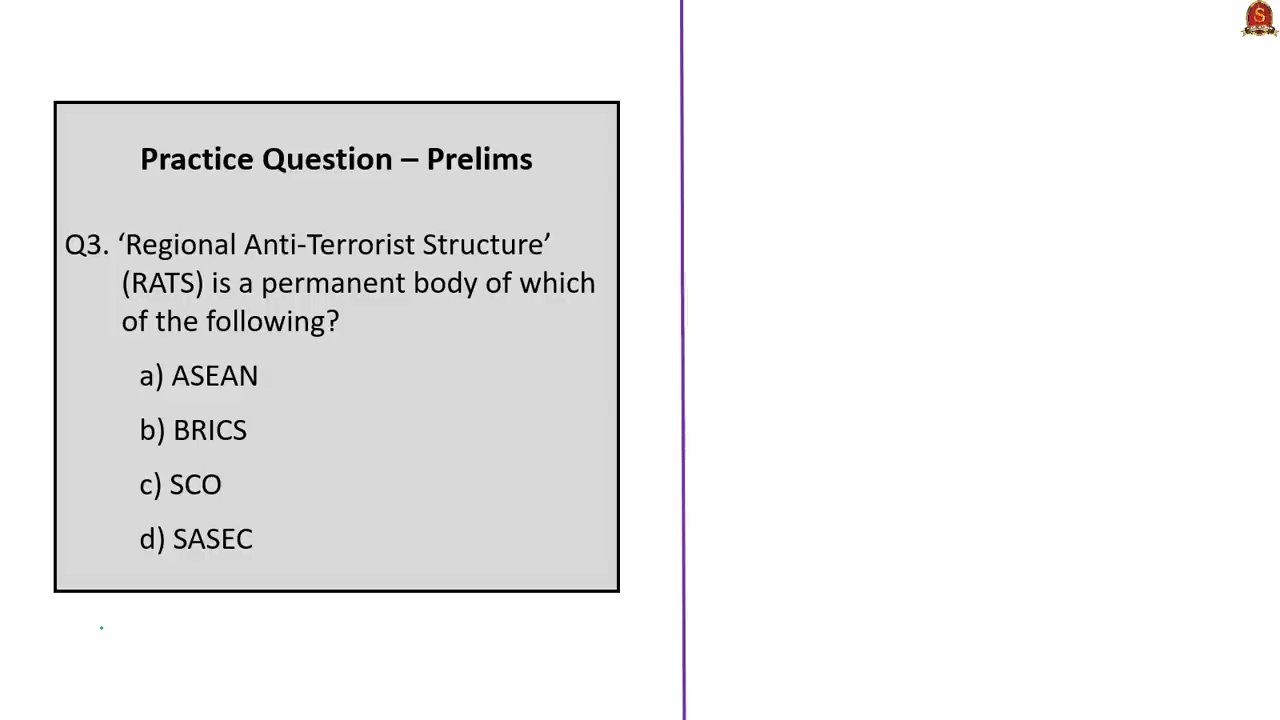 Practice Question – Prelims
Q3. ‘Regional Anti-Terrorist Structure’
(RATS) is a permanent body of which
of the following?
a) ASEAN
b) BRICS
c) SCO
d) SASEC
S